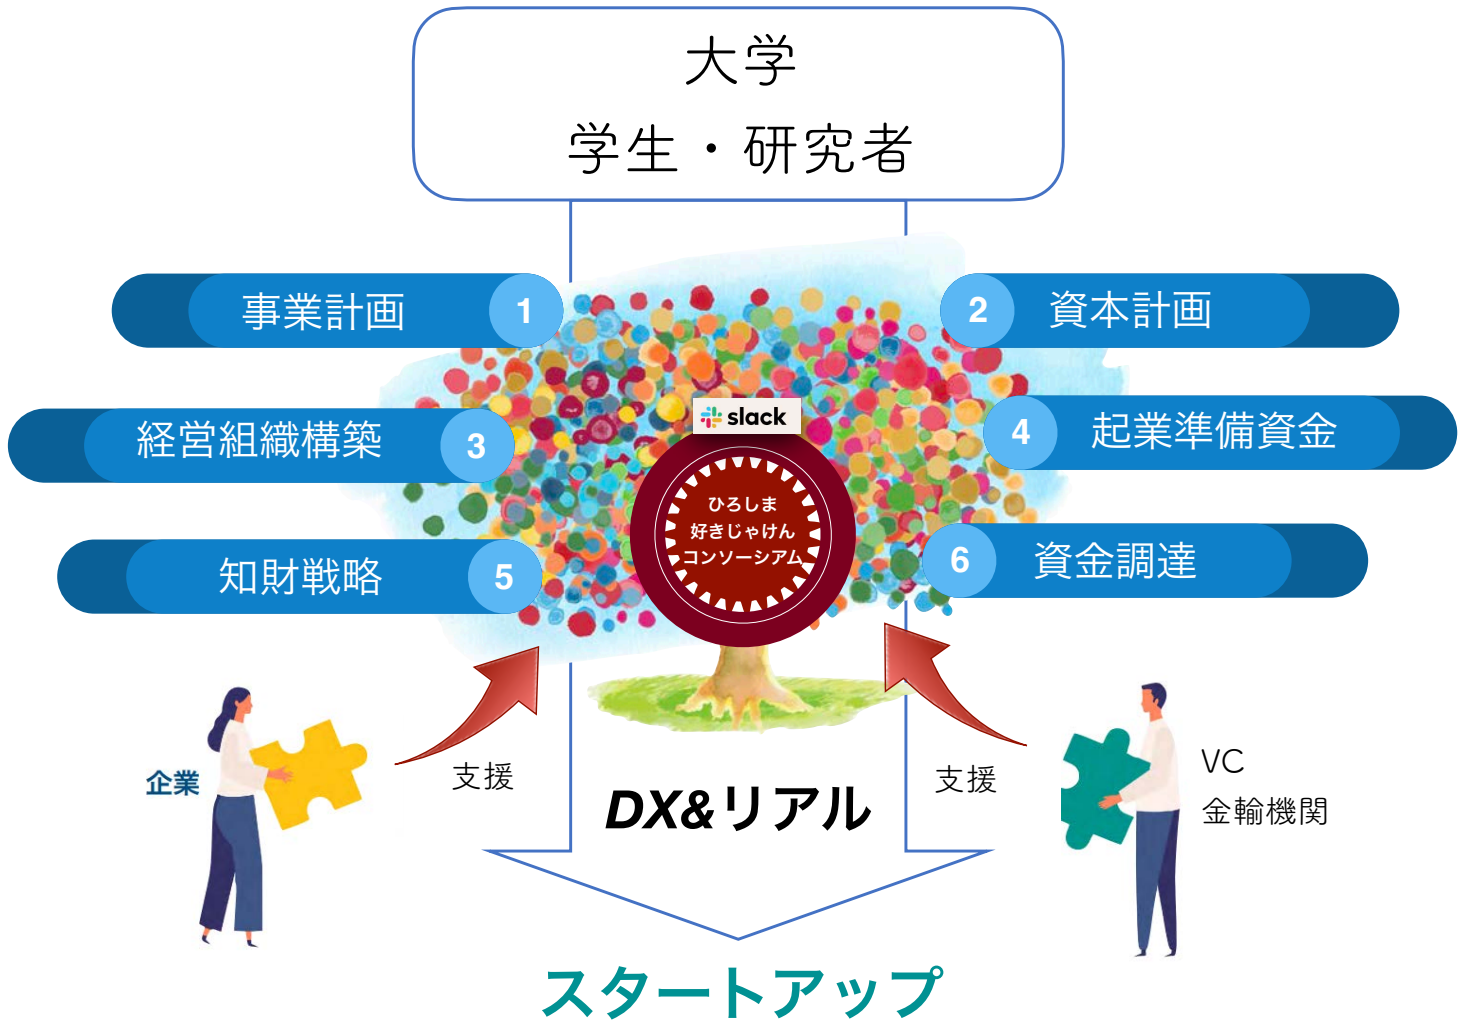 大学
学生・研究者
事業計画 1
2 資本計画
経営組織構築 3
4 起業準備資金
知財戦略 5
6 資金調達
slack
ひろしま
好きじゃけん
コンソーシアム
企業
支援
支援
VC
金輸機関
DX&リアル
スタートアップ